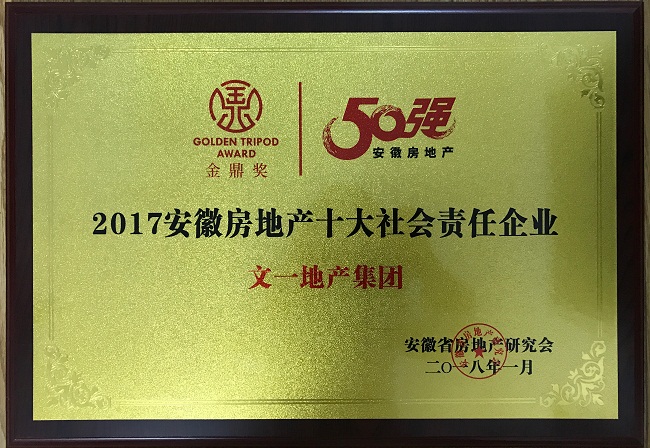 GOLDEN TRIPOD
AWARD
金鼎奖
50强
安徽房地产
2017安徽房地产十大社会责任企业
文一地产集团
安徽省房地产研究会
二〇一八年一月